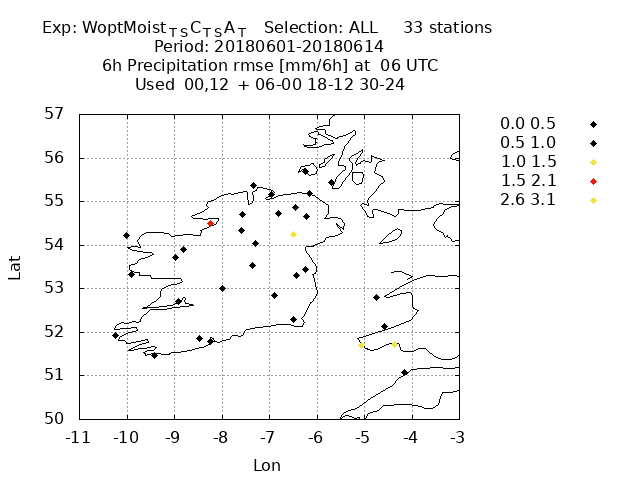 Exp: WoptMoist_TSC_TSA_T   Selection: ALL   33 stations
Period: 20180601-20180614
6h Precipitation rmse [mm/6h] at 06 UTC
Used 00,12 + 06-00 18-12 30-24
57
56
55
54
53
52
51
50
-11 -10 -9 -8 -7 -6 -5 -4 -3
Lat
Lon
0.0 0.5
0.5 1.0
1.0 1.5
1.5 2.1
2.6 3.1